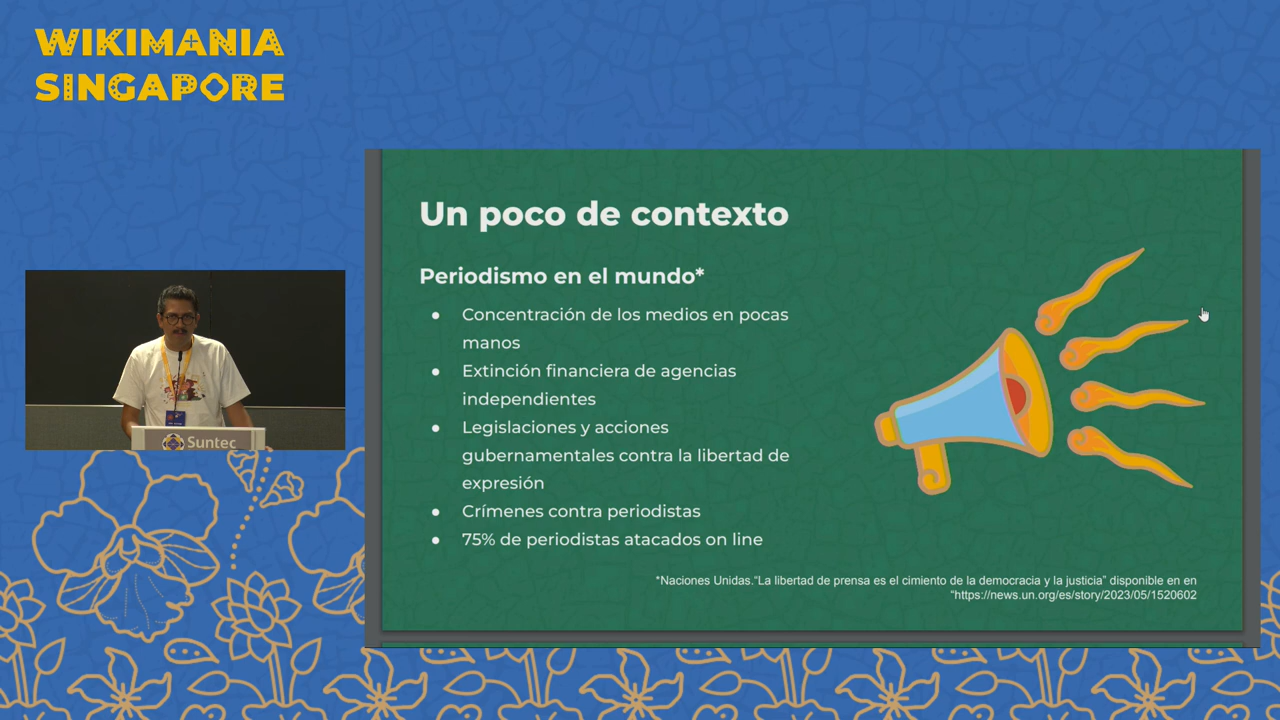 WIKIMANIA
SINGAPORE
Un poco de contexto
Periodismo en el mundo*
● Concentración de los medios en pocas
manos
● Extinción financiera de agencias
independientes
● Legislaciones y acciones
gubernamentales contra la libertad de
expresión
● Crímenes contra periodistas
● 75% de periodistas atacados on line
*Naciones Unidas.“La libertad de prensa es el cimiento de la democracia y la justicia” disponible en en
“https://news.un.org/es/story/2023/05/1520602
Suntec